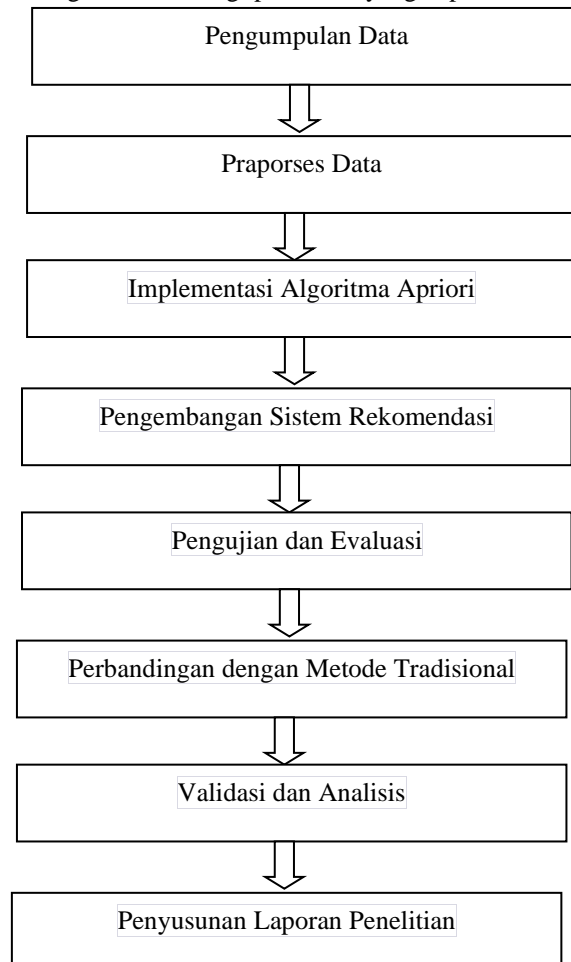 Pengumpulan Data
Praporses Data
Implementasi Algoritma Apriori
Pengembangan Sistem Rekomendasi
Pengujian dan Evaluasi
Perbandingan dengan Metode Tradisional
Validasi dan Analisis
Penyusunan Laporan Penelitian